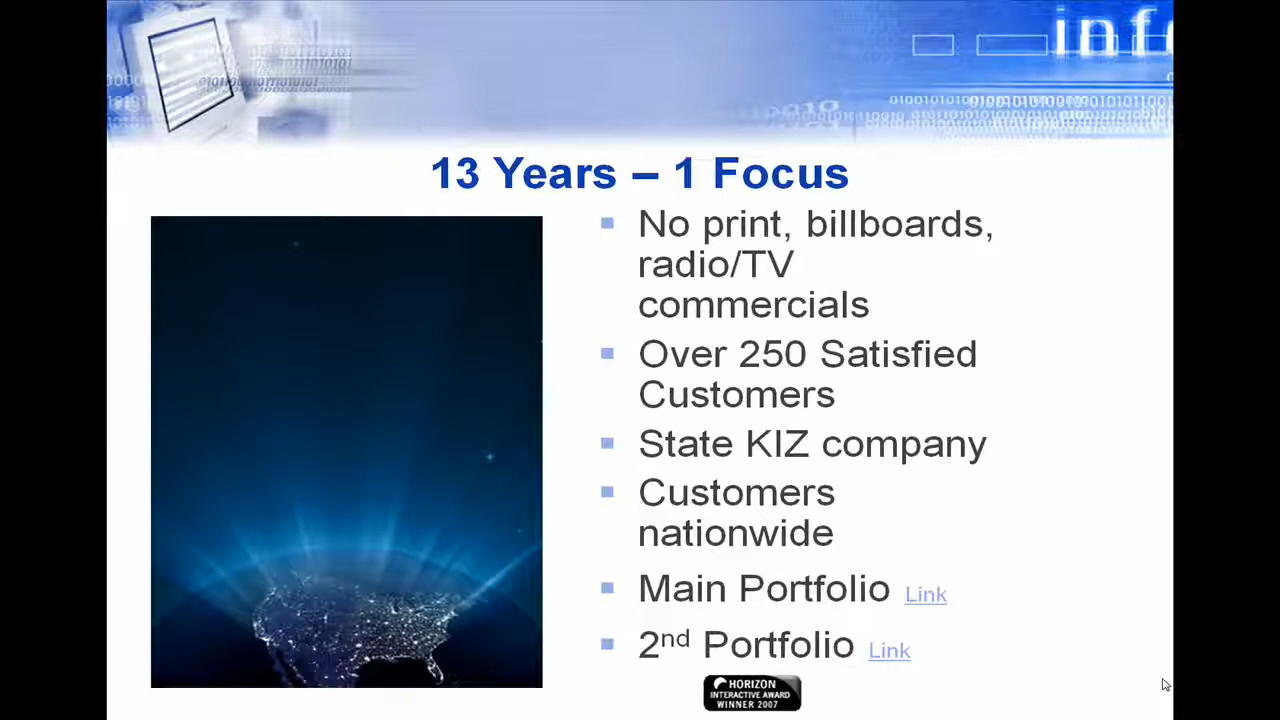 info
13 Years – 1 Focus
No print, billboards,
radio/TV
commercials
Over 250 Satisfied
Customers
State KIZ company
Customers
nationwide
Main Portfolio Link
2nd Portfolio Link
HORIZON
INTERACTIVE AWARD
WINNER 2007